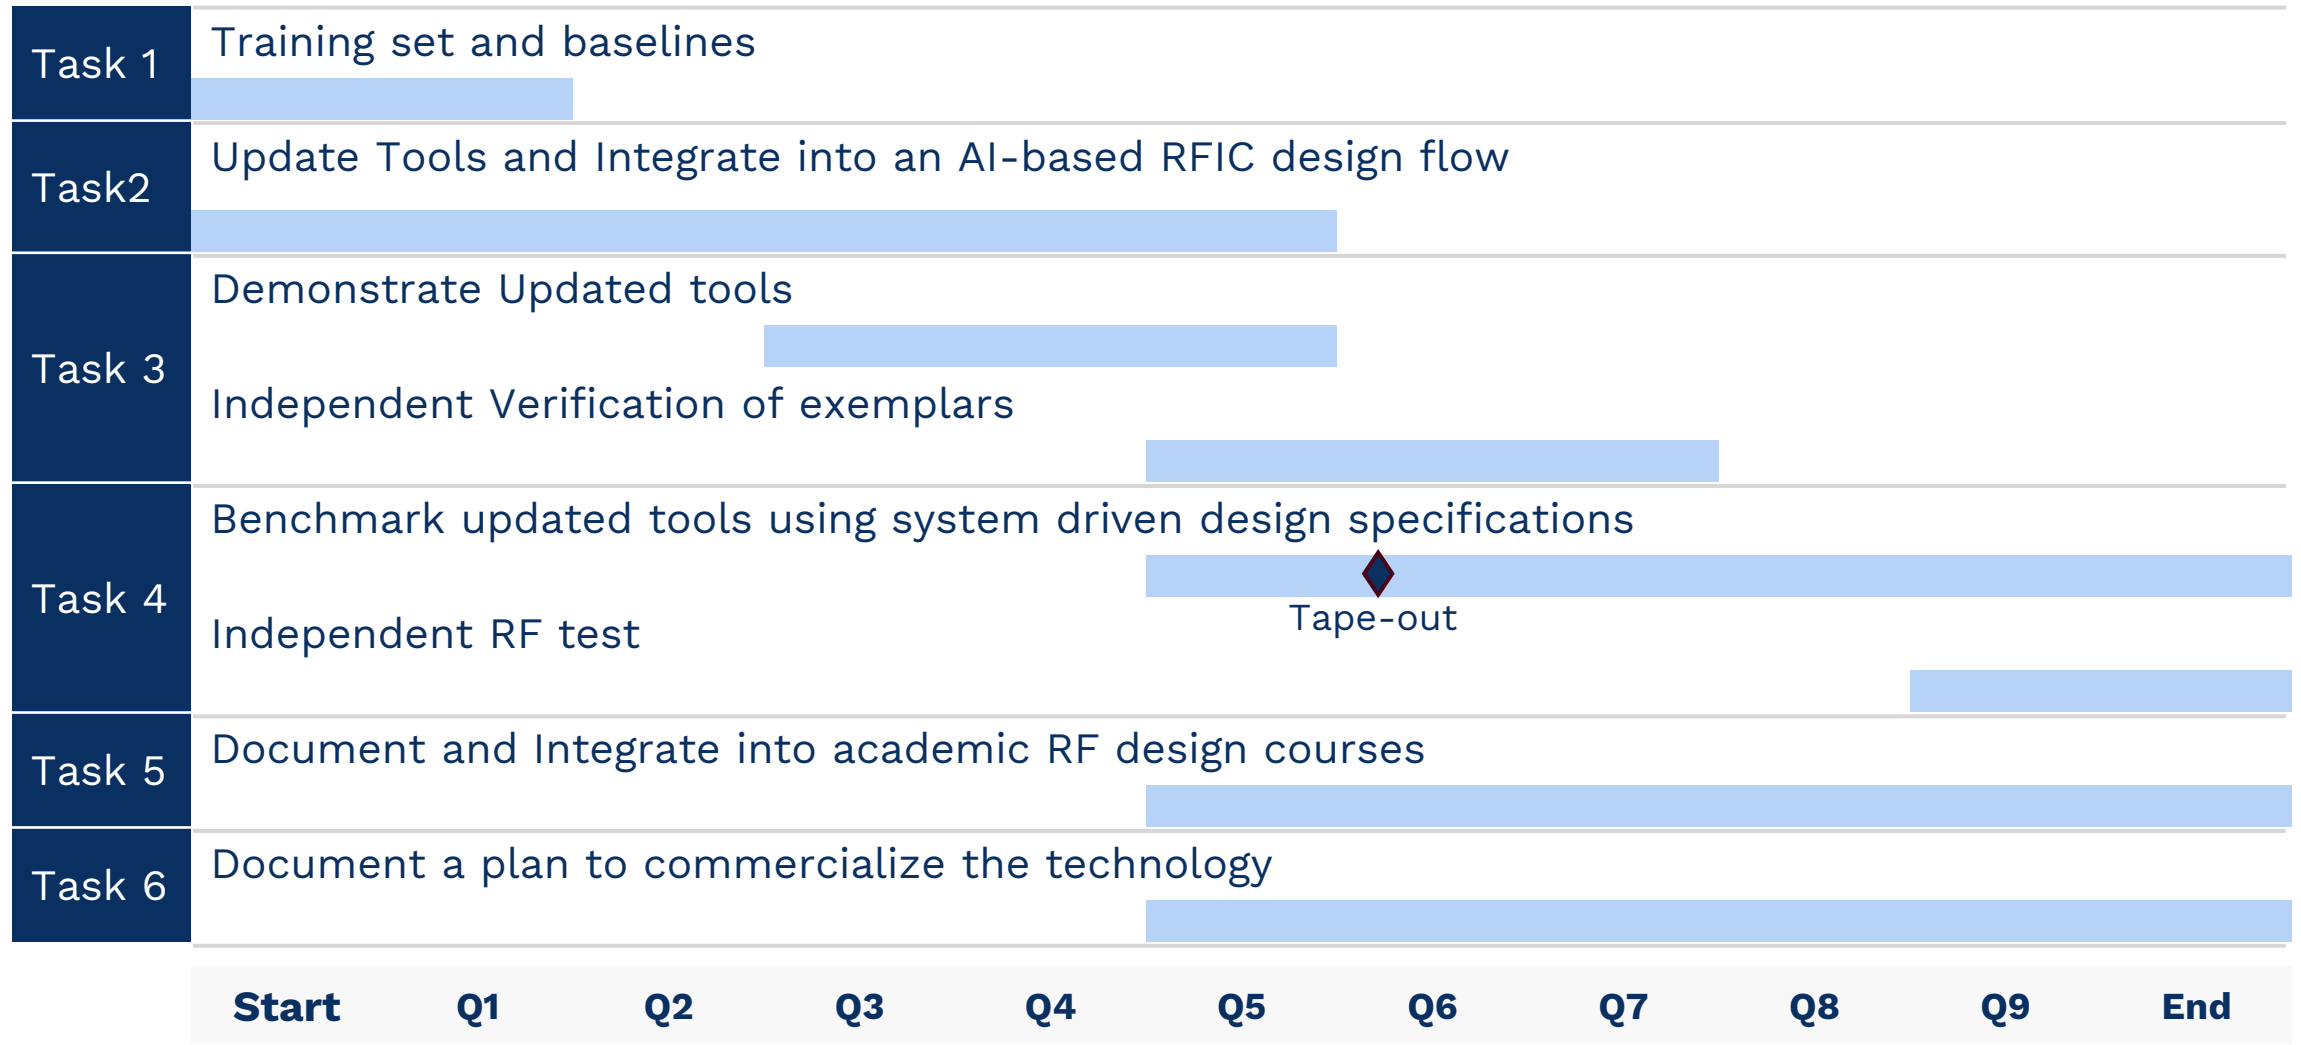 Task 1
Training set and baselines
Task2
Update Tools and Integrate into an AI-based RFIC design flow
Task 3
Demonstrate Updated tools
Independent Verification of exemplars
Task 4
Benchmark updated tools using system driven design specifications
Tape-out
Independent RF test
Task 5
Document and Integrate into academic RF design courses
Task 6
Document a plan to commercialize the technology
Start Q1 Q2 Q3 Q4 Q5 Q6 Q7 Q8 Q9 End